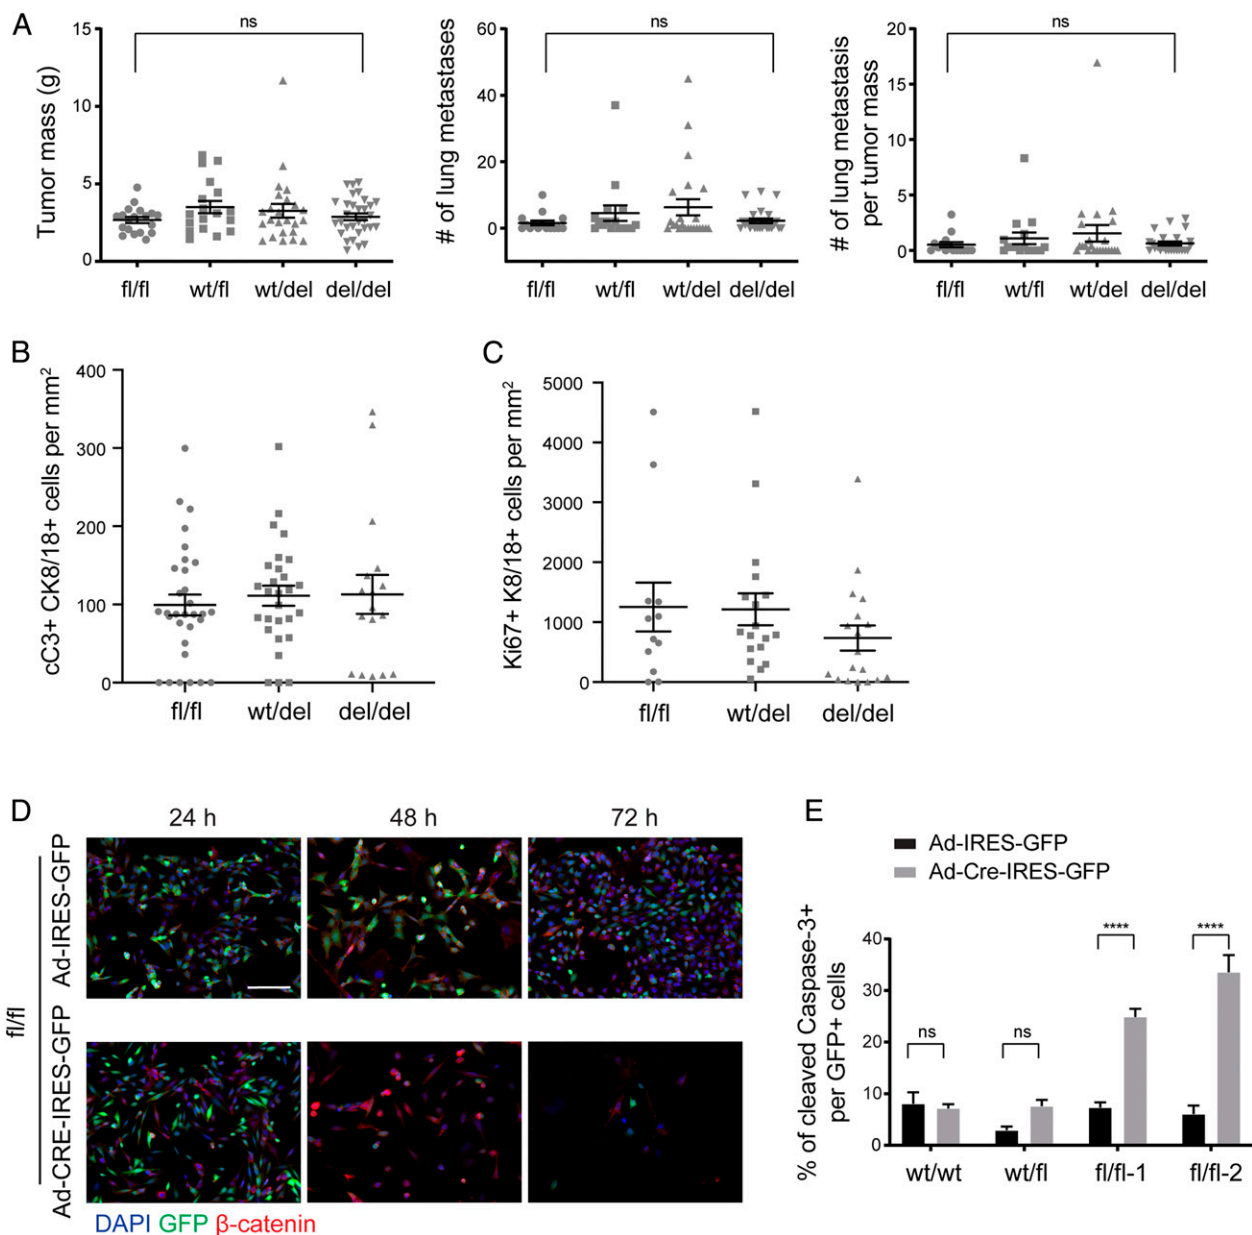 A
Tumor mass (g)
15
10
5
0
ns
fl/fl wt/fl wt/del del/del
# of lung metastases
60
40
20
0
ns
fl/fl wt/fl wt/del del/del
# of lung metastasis
per tumor mass
20
15
10
5
0
ns
fl/fl wt/fl wt/del del/del
B
cC3+ CK8/18+ cells per mm²
400
300
200
100
0
fl/fl wt/del del/del
C
Ki67+ K8/18+ cells per mm²
5000
4000
3000
2000
1000
0
fl/fl wt/del del/del
D
24 h 48 h 72 h
fl/fl
Ad-IRES-GFP
Ad-CRE-IRES-GFP
DAPI GFP β-catenin
E
Ad-IRES-GFP
Ad-Cre-IRES-GFP
% of cleaved Caspase-3+
per GFP+ cells
40
30
20
10
0
ns ns **** ****
wt/wt wt/fl fl/fl-1 fl/fl-2